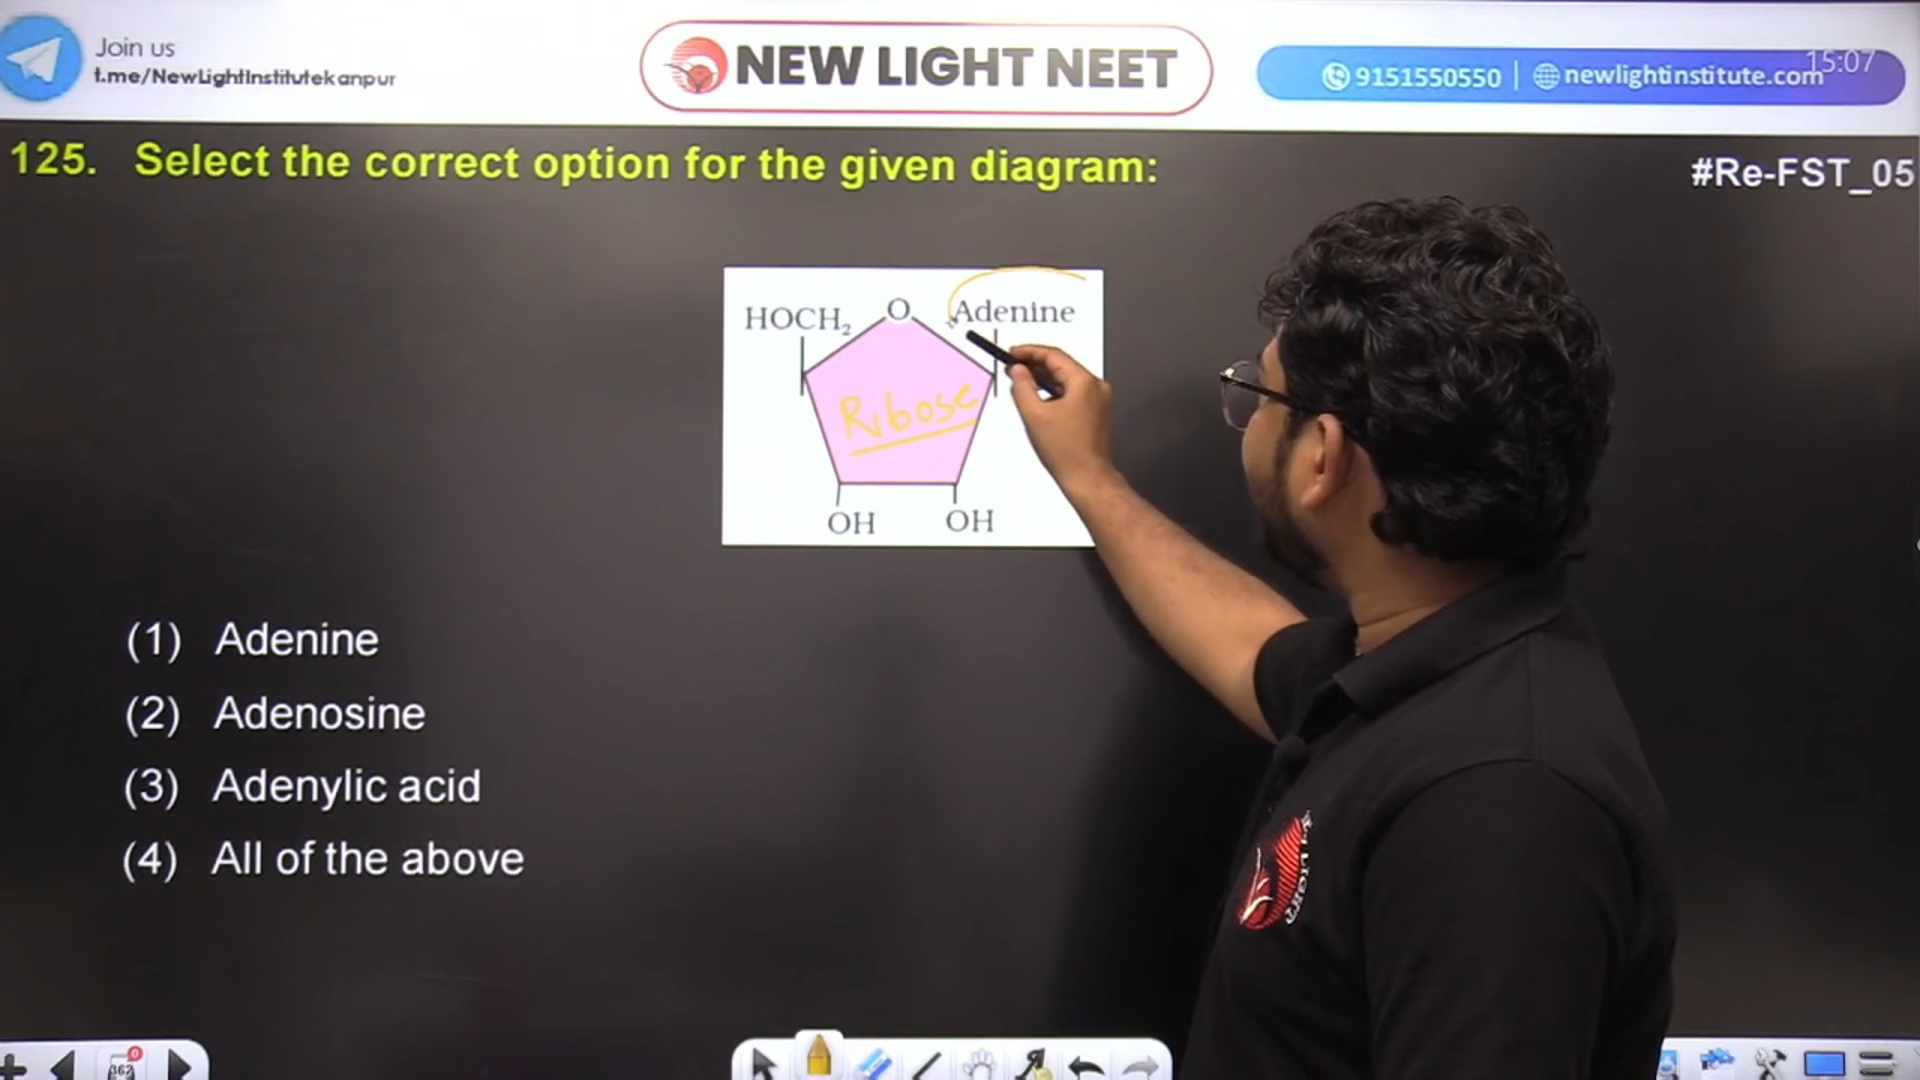 Join us
t.me/NewLightInstitutekanpur
NEW LIGHT NEET
9151550550 | newlightinstitute.com
15:07
125. Select the correct option for the given diagram:
#Re-FST_05
HOCH₂ O Adenine
Ribose
OH OH
(1) Adenine
(2) Adenosine
(3) Adenylic acid
(4) All of the above
0
362